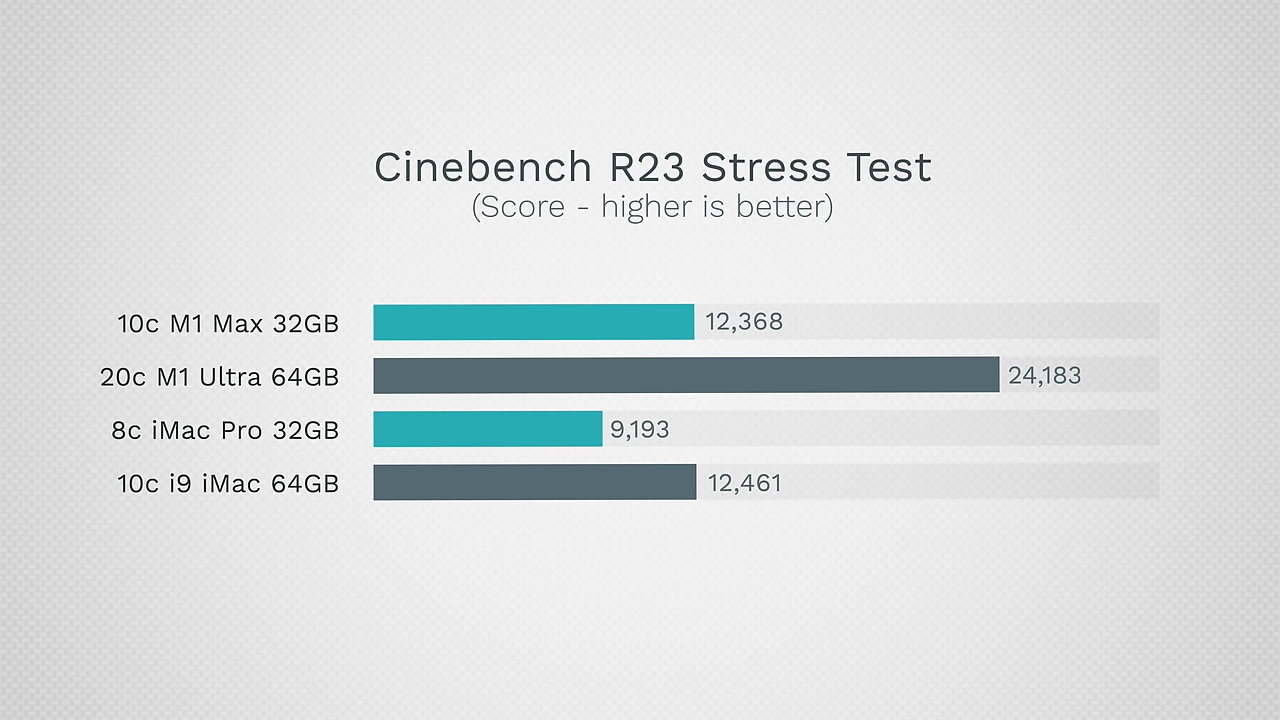 Cinebench R23 Stress Test
(Score - higher is better)
10c M1 Max 32GB 12,368
20c M1 Ultra 64GB 24,183
8c iMac Pro 32GB 9,193
10c i9 iMac 64GB 12,461